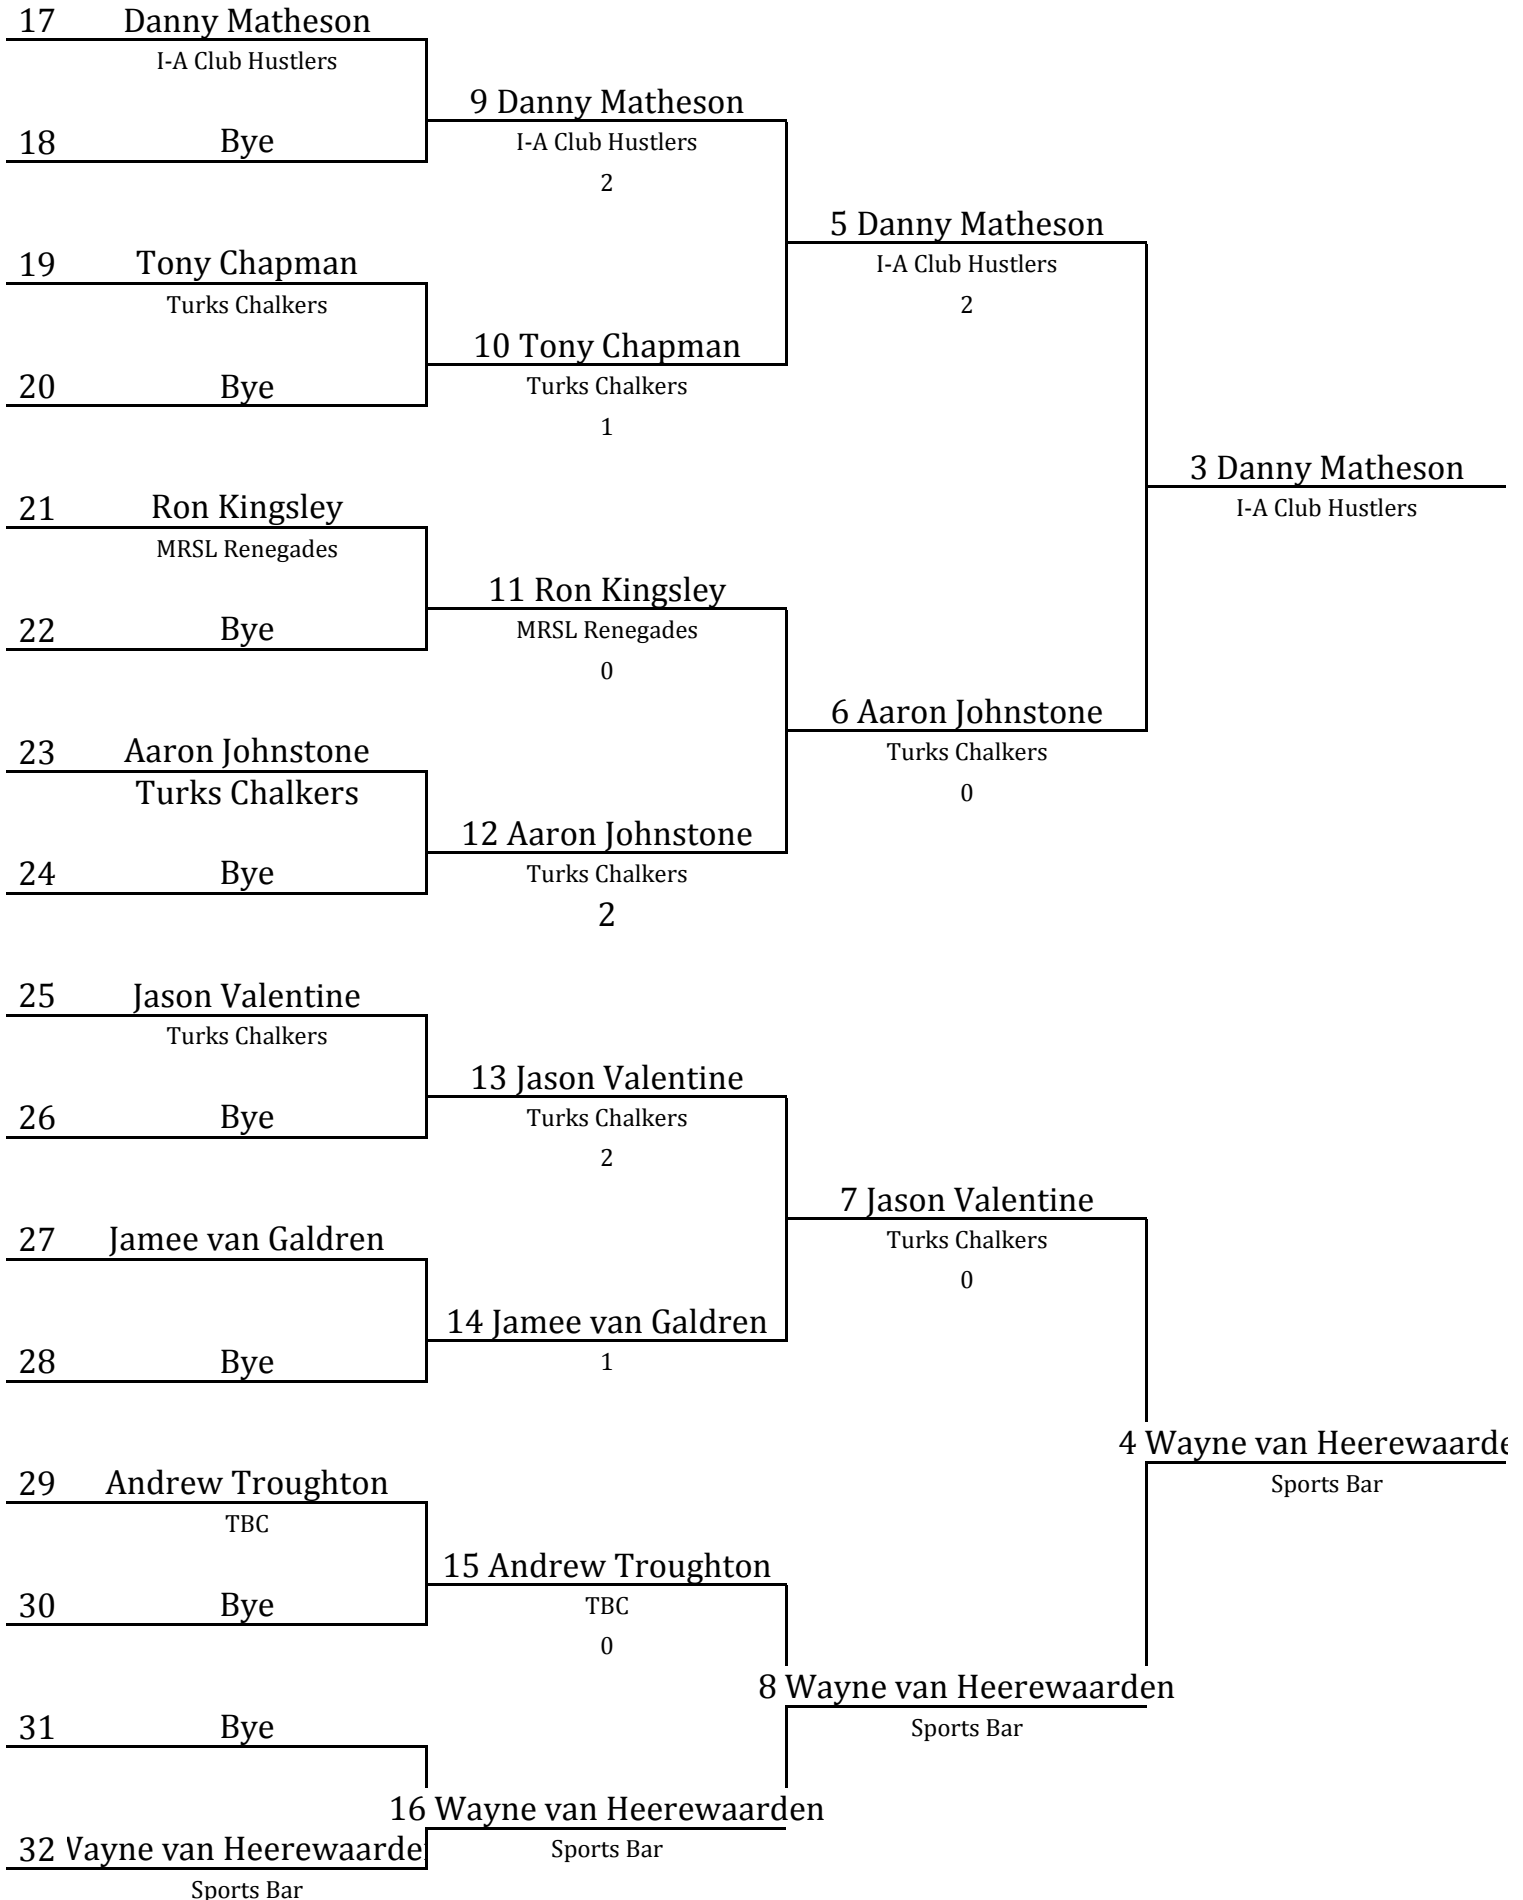 17 Danny Matheson
I-A Club Hustlers
9 Danny Matheson
18 Bye
I-A Club Hustlers
2
5 Danny Matheson
19 Tony Chapman
I-A Club Hustlers
Turks Chalkers
2
10 Tony Chapman
20 Bye
Turks Chalkers
1
3 Danny Matheson
21 Ron Kingsley
I-A Club Hustlers
MRSL Renegades
11 Ron Kingsley
22 Bye
MRSL Renegades
0
6 Aaron Johnstone
23 Aaron Johnstone
Turks Chalkers
Turks Chalkers
0
12 Aaron Johnstone
24 Bye
Turks Chalkers
2
25 Jason Valentine
Turks Chalkers
13 Jason Valentine
26 Bye
Turks Chalkers
2
7 Jason Valentine
27 Jamee van Galdren
Turks Chalkers
0
14 Jamee van Galdren
28 Bye
1
4 Wayne van Heerewaarde
29 Andrew Troughton
Sports Bar
TBC
15 Andrew Troughton
30 Bye
TBC
0
8 Wayne van Heerewaarden
31 Bye
Sports Bar
16 Wayne van Heerewaarden
32 Wayne van Heerewaarde
Sports Bar
Sports Bar